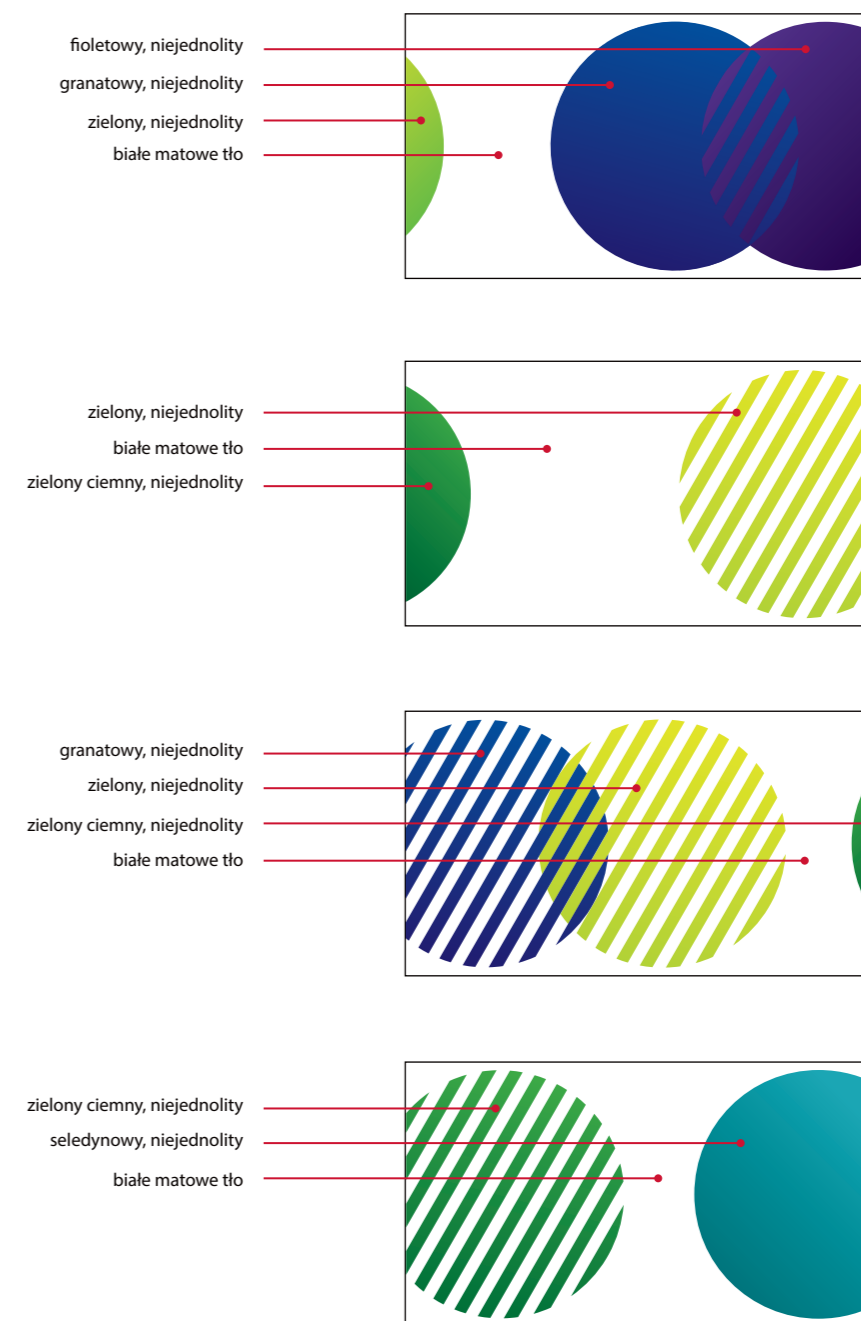 fioletowy, niejednolity
granatowy, niejednolity
zielony, niejednolity
białe matowe tło
zielony, niejednolity
białe matowe tło
zielony ciemny, niejednolity
granatowy, niejednolity
zielony, niejednolity
zielony ciemny, niejednolity
białe matowe tło
zielony ciemny, niejednolity
seledynowy, niejednolity
białe matowe tło